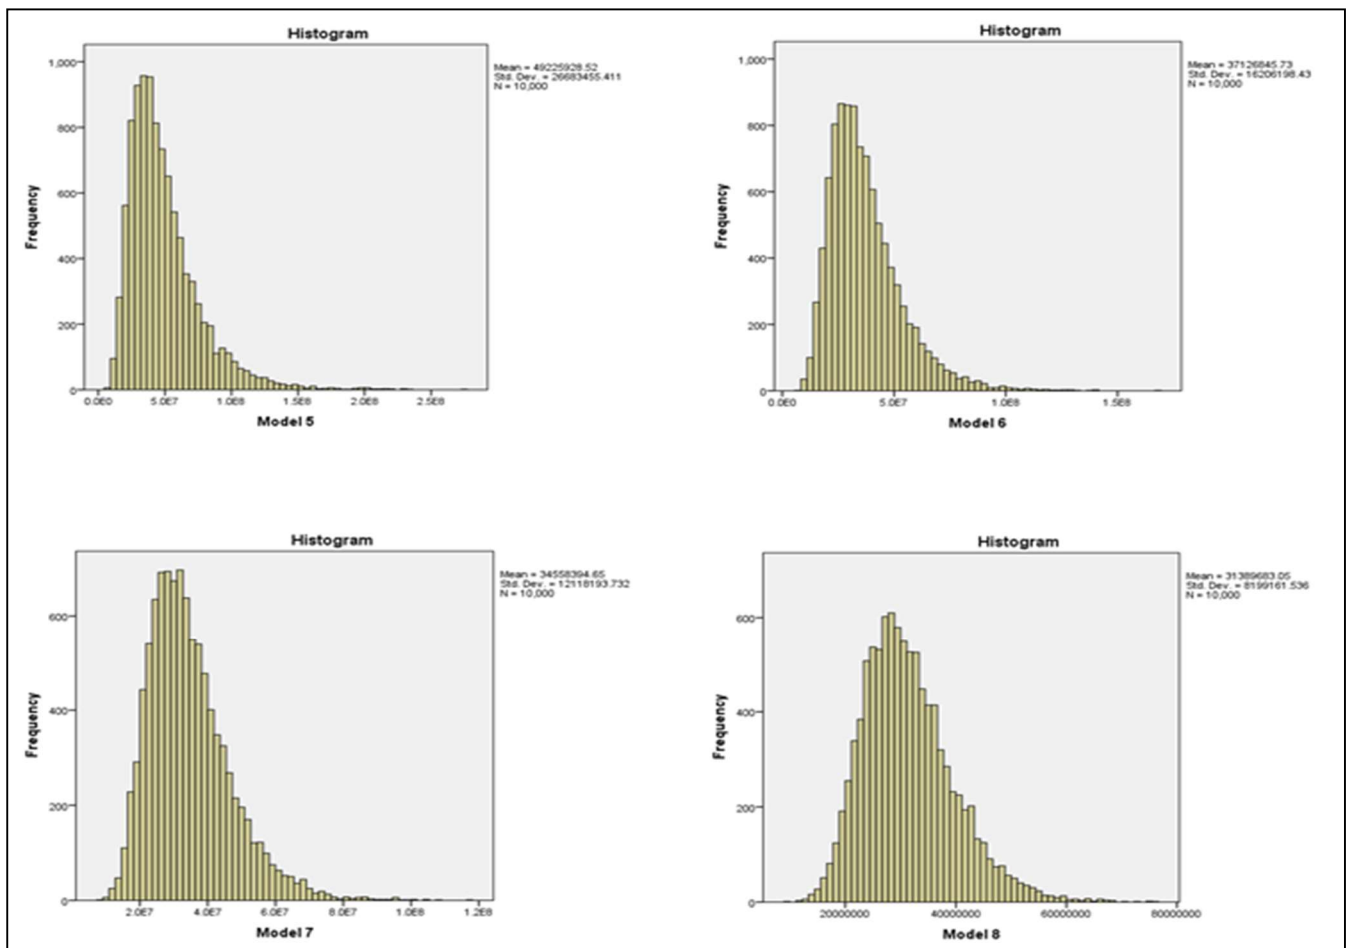 Histogram
Mean = 49225928.52
Std. Dev. = 26683455.411
N = 10,000
1,000
800
600
400
200
0
Frequency
0.0E0 5.0E7 1.0E8 1.5E8 2.0E8 2.5E8
Model 5
Histogram
Mean = 37126845.73
Std. Dev. = 16206198.43
N = 10,000
1,000
800
600
400
200
0
Frequency
0.0E0 5.0E7 1.0E8 1.5E8
Model 6
Histogram
Mean = 34558394.65
Std. Dev. = 12118193.732
N = 10,000
600
400
200
0
Frequency
2.0E7 4.0E7 6.0E7 8.0E7 1.0E8 1.2E8
Model 7
Histogram
Mean = 31389683.05
Std. Dev. = 8199161.536
N = 10,000
600
400
200
0
Frequency
20000000 40000000 60000000 80000000
Model 8